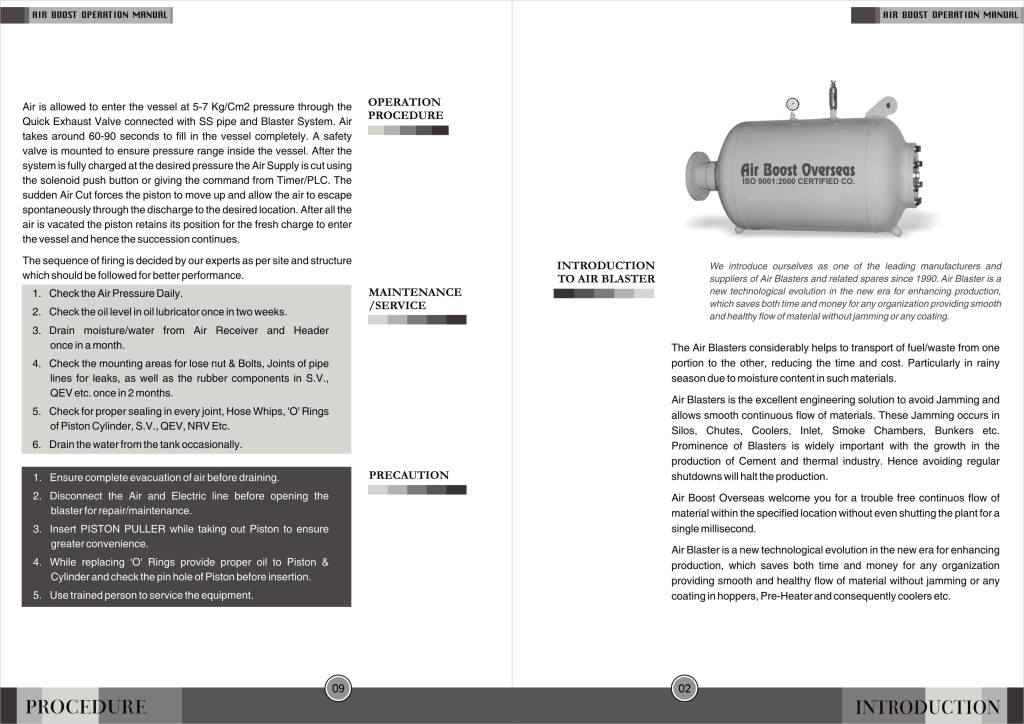 AIR BOOST OPERATION MANUAL
Air is allowed to enter the vessel at 5-7 Kg/Cm2 pressure through the
Quick Exhaust Valve connected with SS pipe and Blaster System. Air
takes around 60-90 seconds to fill in the vessel completely. A safety
valve is mounted to ensure pressure range inside the vessel. After the
system is fully charged at the desired pressure the Air Supply is cut using
the solenoid push button or giving the command from Timer/PLC. The
sudden Air Cut forces the piston to move up and allow the air to escape
spontaneously through the discharge to the desired location. After all the
air is vacated the piston retains its position for the fresh charge to enter
the vessel and hence the succession continues.
The sequence of firing is decided by our experts as per site and structure
which should be followed for better performance.
OPERATION
PROCEDURE
1. Check the Air Pressure Daily.
2. Check the oil level in oil lubricator once in two weeks.
3. Drain moisture/water from Air Receiver and Header
once in a month.
4. Check the mounting areas for lose nut & Bolts, Joints of pipe
lines for leaks, as well as the rubber components in S.V.,
QEV etc. once in 2 months.
5. Check for proper sealing in every joint, Hose Whips, 'O' Rings
of Piston Cylinder, S.V., QEV, NRV Etc.
6. Drain the water from the tank occasionally.
MAINTENANCE
/SERVICE
1. Ensure complete evacuation of air before draining.
2. Disconnect the Air and Electric line before opening the
blaster for repair/maintenance.
3. Insert PISTON PULLER while taking out Piston to ensure
greater convenience.
4. While replacing 'O' Rings provide proper oil to Piston &
Cylinder and check the pin hole of Piston before insertion.
5. Use trained person to service the equipment.
PRECAUTION
09
PROCEDURE
AIR BOOST OPERATION MANUAL
Air Boost Overseas
ISO 9001:2000 CERTIFIED CO.
INTRODUCTION
TO AIR BLASTER
We introduce ourselves as one of the leading manufacturers and
suppliers of Air Blasters and related spares since 1990. Air Blaster is a
new technological evolution in the new era for enhancing production,
which saves both time and money for any organization providing smooth
and healthy flow of material without jamming or any coating.
The Air Blasters considerably helps to transport of fuel/waste from one
portion to the other, reducing the time and cost. Particularly in rainy
season due to moisture content in such materials.
Air Blasters is the excellent engineering solution to avoid Jamming and
allows smooth continuous flow of materials. These Jamming occurs in
Silos, Chutes, Coolers, Inlet, Smoke Chambers, Bunkers etc.
Prominence of Blasters is widely important with the growth in the
production of Cement and thermal industry. Hence avoiding regular
shutdowns will halt the production.
Air Boost Overseas welcome you for a trouble free continuos flow of
material within the specified location without even shutting the plant for a
single millisecond.
Air Blaster is a new technological evolution in the new era for enhancing
production, which saves both time and money for any organization
providing smooth and healthy flow of material without jamming or any
coating in hoppers, Pre-Heater and consequently coolers etc.
02
INTRODUCTION